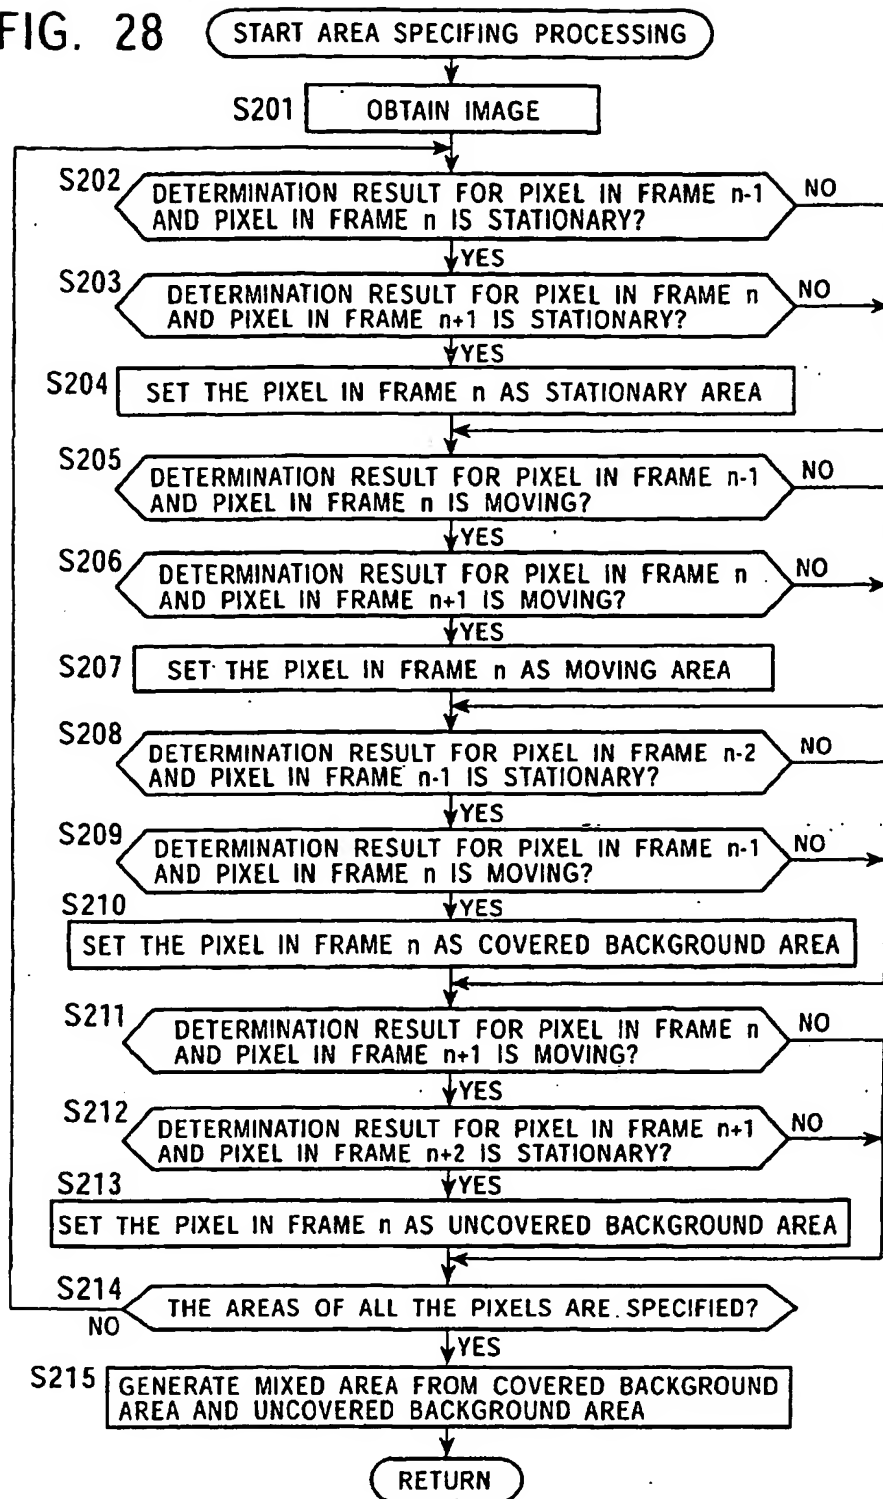 FIG. 28
START AREA SPECIFING PROCESSING
S201
OBTAIN IMAGE
S202
DETERMINATION RESULT FOR PIXEL IN FRAME n-1
AND PIXEL IN FRAME n IS STATIONARY?
NO
YES
S203
DETERMINATION RESULT FOR PIXEL IN FRAME n
AND PIXEL IN FRAME n+1 IS STATIONARY?
NO
YES
S204
SET THE PIXEL IN FRAME n AS STATIONARY AREA
S205
DETERMINATION RESULT FOR PIXEL IN FRAME n-1
AND PIXEL IN FRAME n IS MOVING?
NO
YES
S206
DETERMINATION RESULT FOR PIXEL IN FRAME n
AND PIXEL IN FRAME n+1 IS MOVING?
NO
YES
S207
SET THE PIXEL IN FRAME n AS MOVING AREA
S208
DETERMINATION RESULT FOR PIXEL IN FRAME n-2
AND PIXEL IN FRAME n-1 IS STATIONARY?
NO
YES
S209
DETERMINATION RESULT FOR PIXEL IN FRAME n-1
AND PIXEL IN FRAME n IS MOVING?
NO
YES
S210
SET THE PIXEL IN FRAME n AS COVERED BACKGROUND AREA
S211
DETERMINATION RESULT FOR PIXEL IN FRAME n
AND PIXEL IN FRAME n+1 IS MOVING?
NO
YES
S212
DETERMINATION RESULT FOR PIXEL IN FRAME n+1
AND PIXEL IN FRAME n+2 IS STATIONARY?
NO
YES
S213
SET THE PIXEL IN FRAME n AS UNCOVERED BACKGROUND AREA
S214
THE AREAS OF ALL THE PIXELS ARE SPECIFIED?
NO
YES
S215
GENERATE MIXED AREA FROM COVERED BACKGROUND
AREA AND UNCOVERED BACKGROUND AREA
RETURN